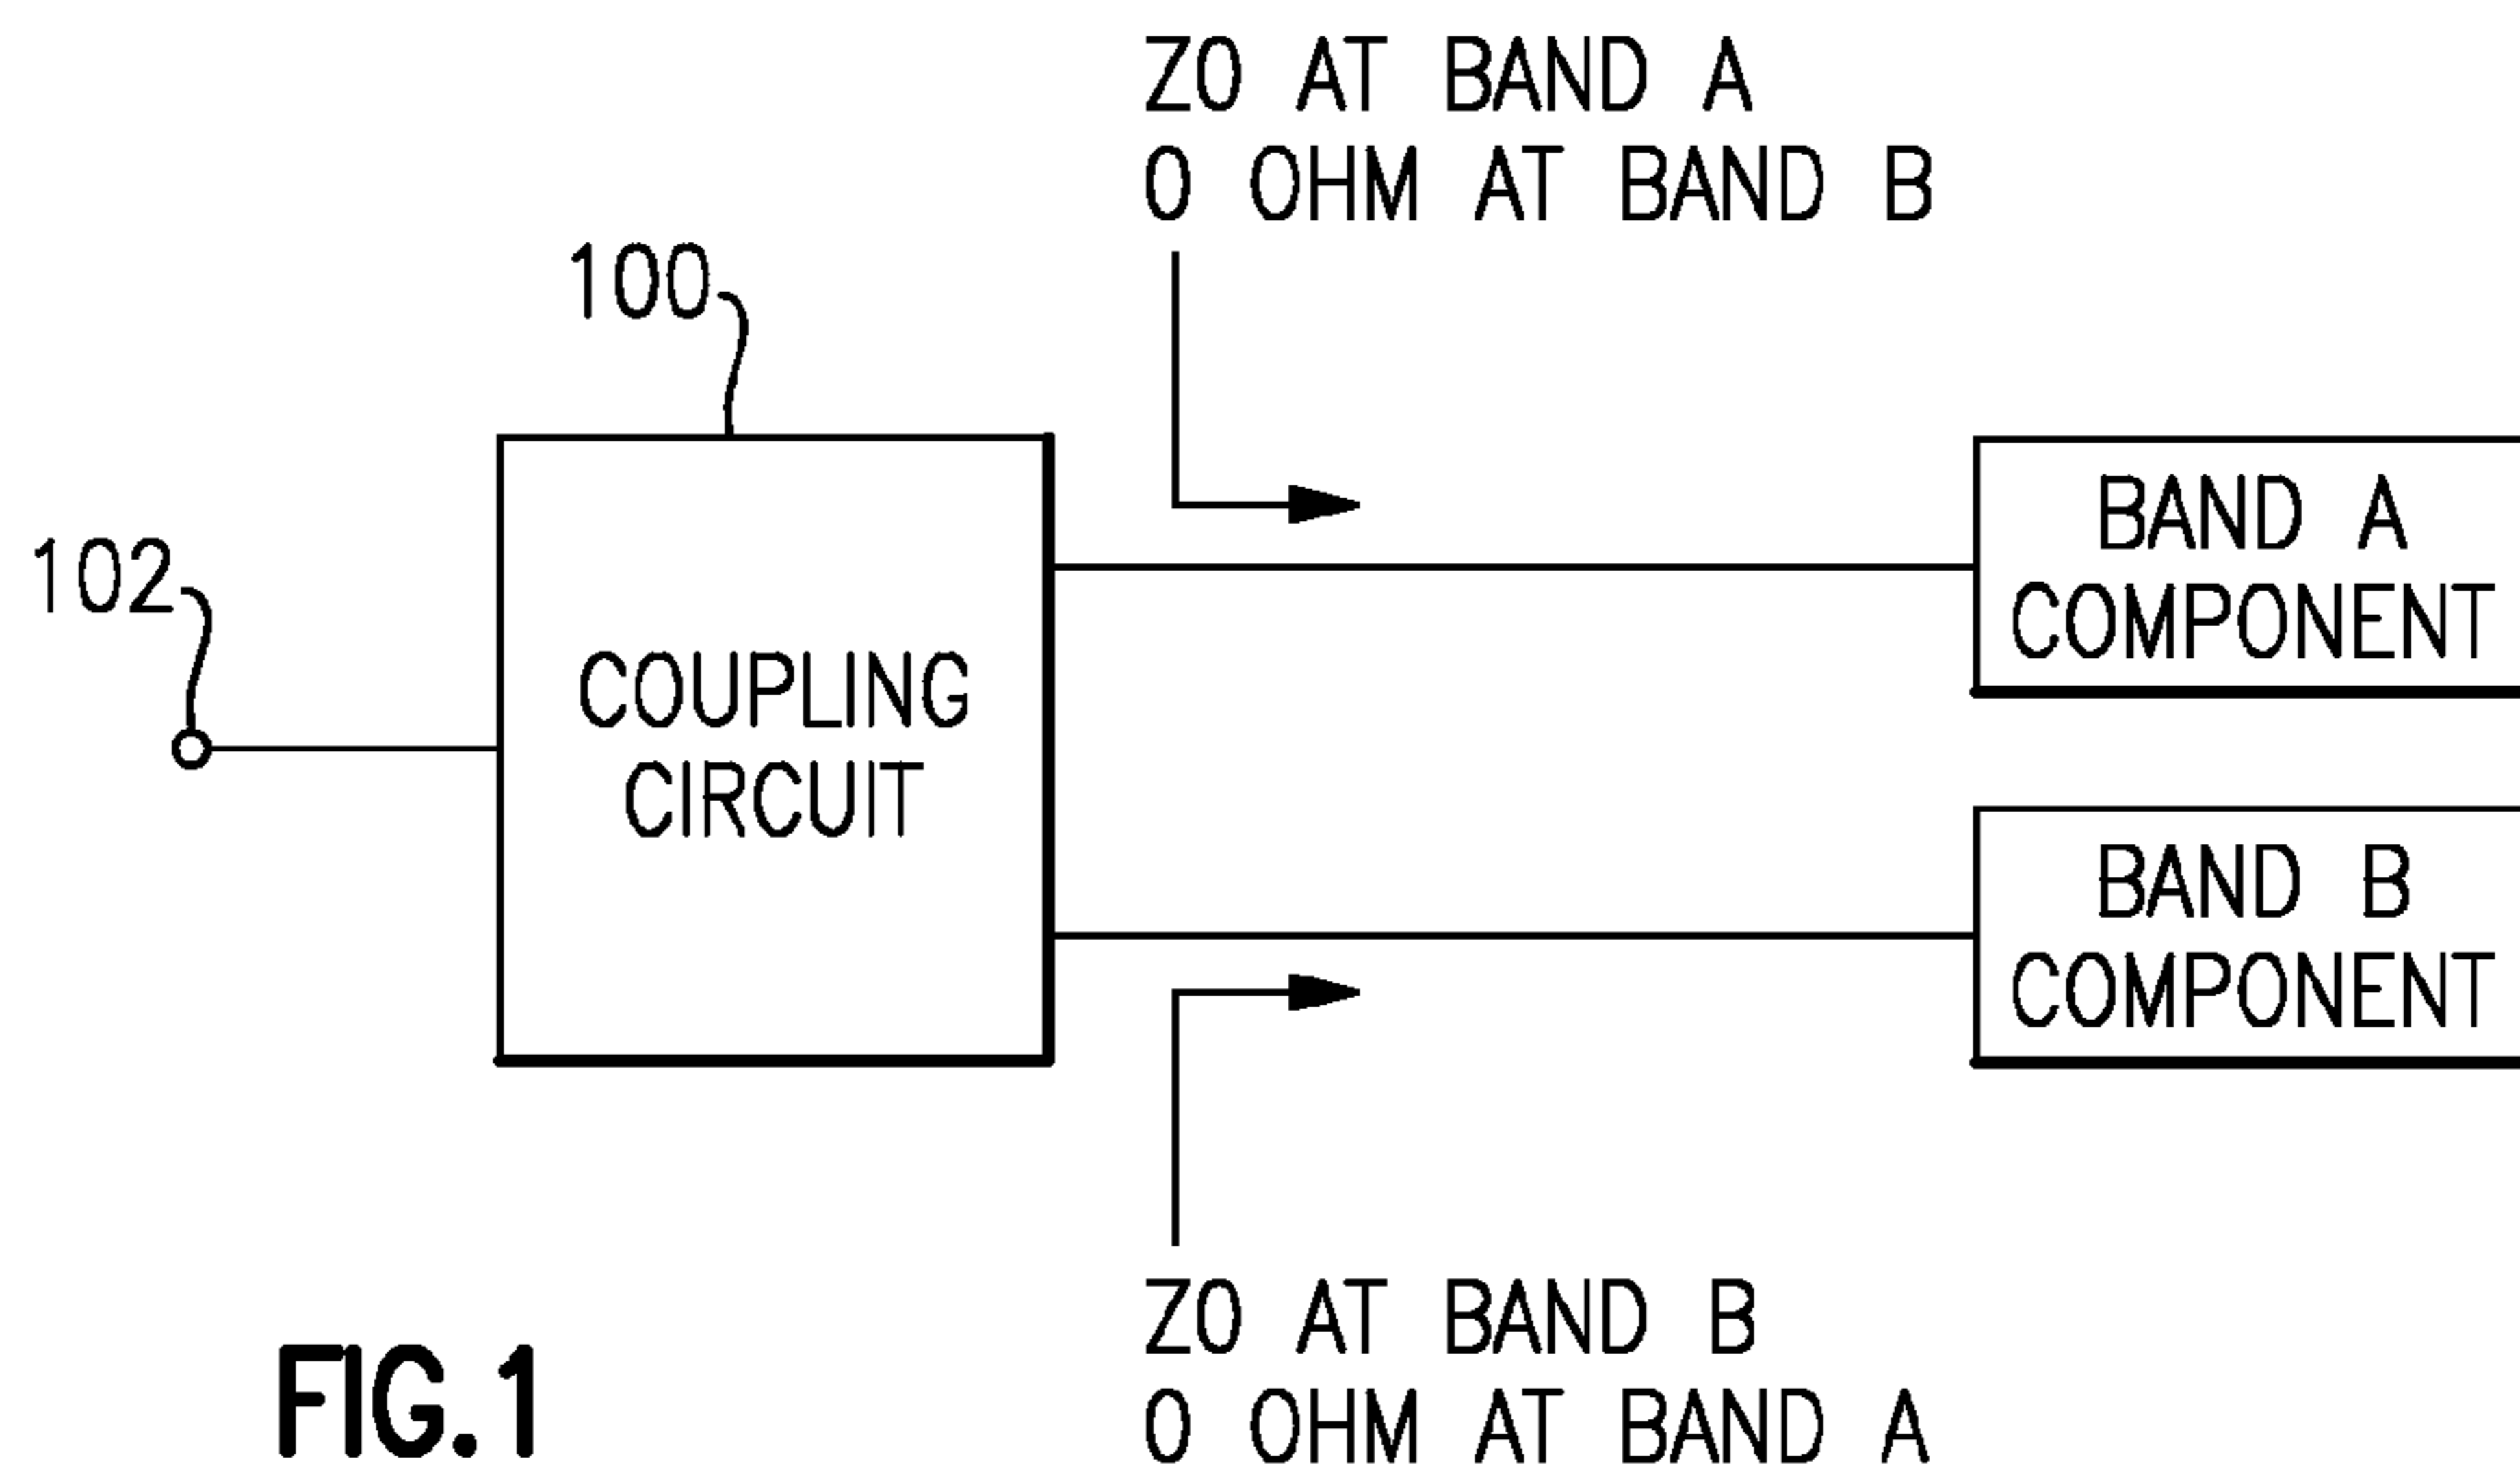 ZO AT BAND A
0 OHM AT BAND B
100
102
COUPLING
CIRCUIT
BAND A
COMPONENT
BAND B
COMPONENT
ZO AT BAND B
0 OHM AT BAND A
FIG.1